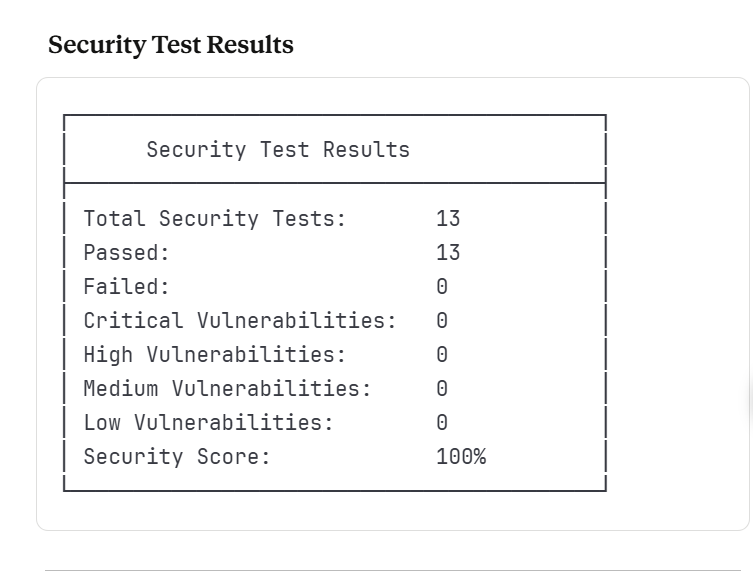 Security Test Results
Security Test Results
Total Security Tests: 13
Passed: 13
Failed: 0
Critical Vulnerabilities: 0
High Vulnerabilities: 0
Medium Vulnerabilities: 0
Low Vulnerabilities: 0
Security Score: 100%